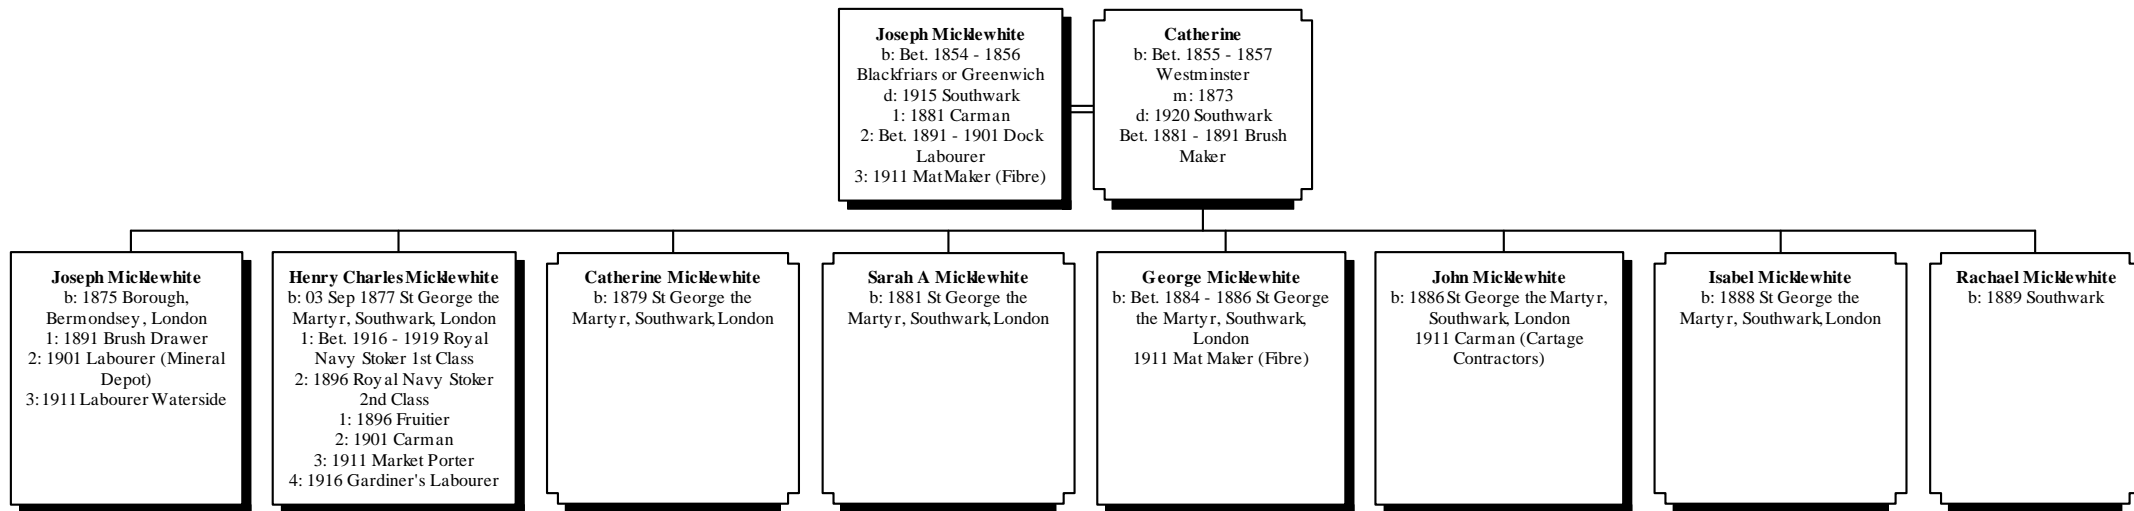 Joseph Micklewhite
b: Bet. 1854 - 1856
Blackfriars or Greenwich
d: 1915 Southwark
1: 1881 Carman
2: Bet. 1891 - 1901 Dock
Labourer
3: 1911 Mat Maker (Fibre)
Catherine
b: Bet. 1855 - 1857
Westminster
m: 1873
d: 1920 Southwark
Bet. 1881 - 1891 Brush
Maker
Joseph Micklewhite
b: 1875 Borough,
Bermondsey, London
1: 1891 Brush Drawer
2: 1901 Labourer (Mineral
Depot)
3: 1911 Labourer Waterside
Henry Charles Micklewhite
b: 03 Sep 1877 St George the
Martyr, Southwark, London
1: Bet. 1916 - 1919 Royal
Navy Stoker 1st Class
2: 1896 Royal Navy Stoker
2nd Class
1: 1896 Fruitier
2: 1901 Carman
3: 1911 Market Porter
4: 1916 Gardiner's Labourer
Catherine Micklewhite
b: 1879 St George the
Martyr, Southwark, London
Sarah A Micklewhite
b: 1881 St George the
Martyr, Southwark, London
George Micklewhite
b: Bet. 1884 - 1886 St George
the Martyr, Southwark,
London
1911 Mat Maker (Fibre)
John Micklewhite
b: 1886 St George the Martyr,
Southwark, London
1911 Carman (Cartage
Contractors)
Isabel Micklewhite
b: 1888 St George the
Martyr, Southwark, London
Rachael Micklewhite
b: 1889 Southwark